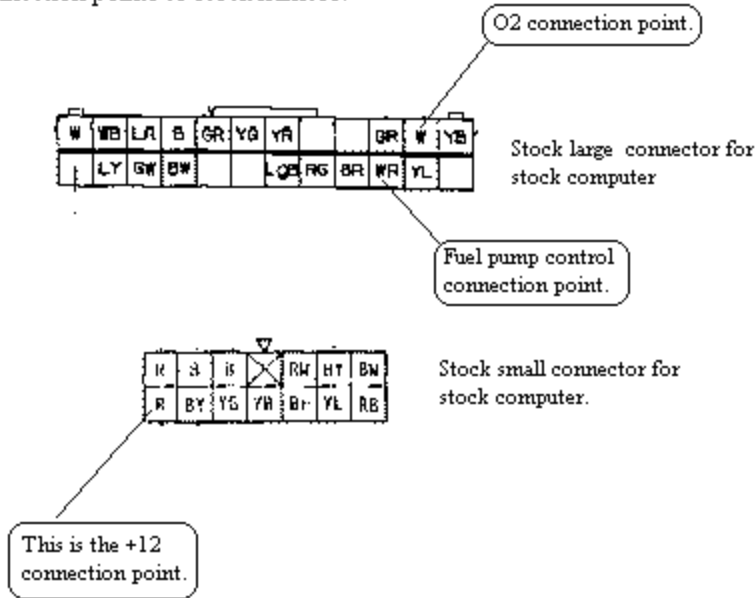 O2 connection point.
W WB LR B GR YG YR BR W YB
Stock large connector for
stock computer
LY GW BW RG BR WR YL
Fuel pump control
connection point.
RW BW
Stock small connector for
stock computer.
R BY YG YR YL RB
This is the +12
connection point.